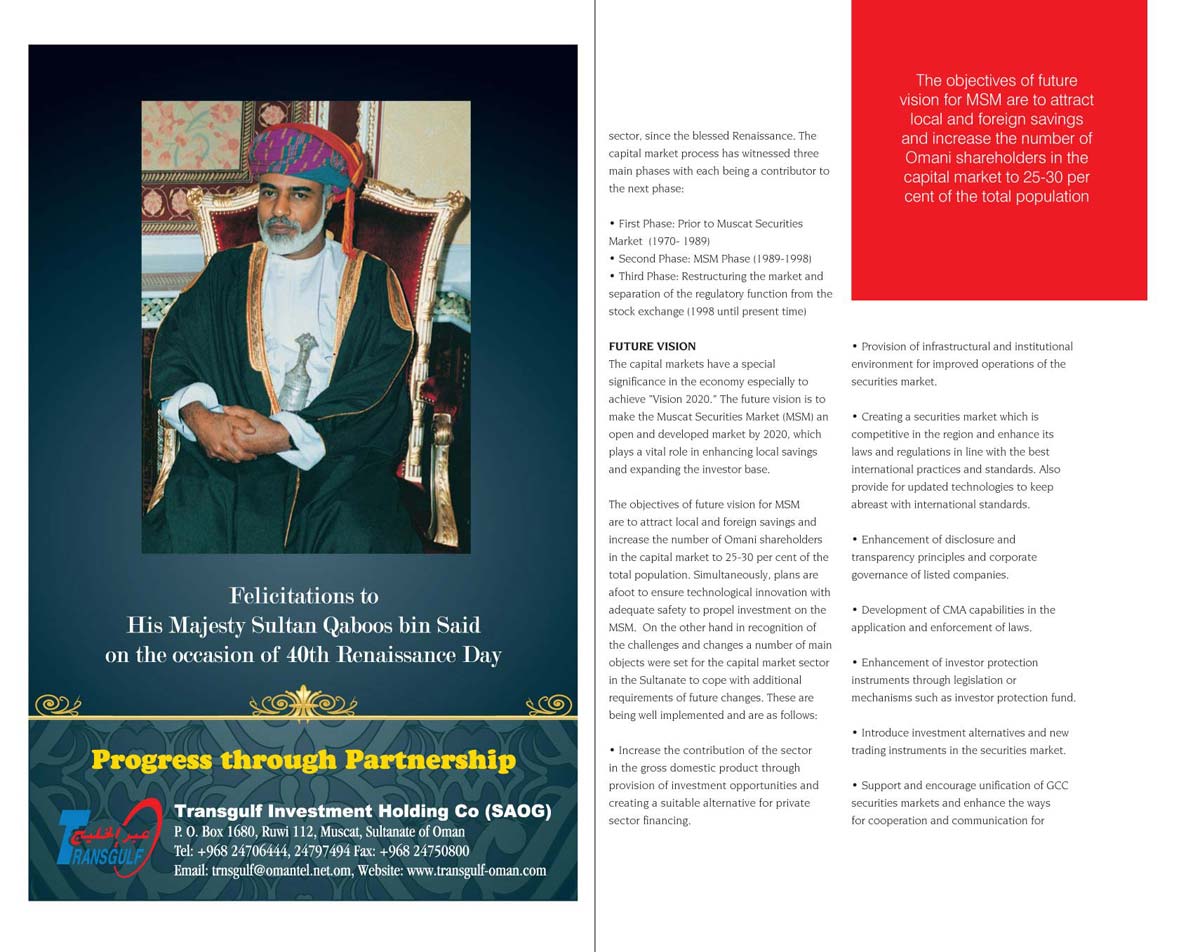 Felicitations to
His Majesty Sultan Qaboos bin Said
on the occasion of 40th Renaissance Day
Progress through Partnership
عبر الخليج
TRANSGULF
Transgulf Investment Holding Co (SAOG)
P. O. Box 1680, Ruwi 112, Muscat, Sultanate of Oman
Tel: +968 24706444, 24797494 Fax: +968 24750800
Email: trnsgulf@omantel.net.om, Website: www.transgulf-oman.com
sector, since the blessed Renaissance. The
capital market process has witnessed three
main phases with each being a contributor to
the next phase:
• First Phase: Prior to Muscat Securities
Market (1970- 1989)
• Second Phase: MSM Phase (1989-1998)
• Third Phase: Restructuring the market and
separation of the regulatory function from the
stock exchange (1998 until present time)
FUTURE VISION
The capital markets have a special
significance in the economy especially to
achieve "Vision 2020." The future vision is to
make the Muscat Securities Market (MSM) an
open and developed market by 2020, which
plays a vital role in enhancing local savings
and expanding the investor base.
The objectives of future vision for MSM
are to attract local and foreign savings and
increase the number of Omani shareholders
in the capital market to 25-30 per cent of the
total population. Simultaneously, plans are
afoot to ensure technological innovation with
adequate safety to propel investment on the
MSM. On the other hand in recognition of
the challenges and changes a number of main
objects were set for the capital market sector
in the Sultanate to cope with additional
requirements of future changes. These are
being well implemented and are as follows:
• Increase the contribution of the sector
in the gross domestic product through
provision of investment opportunities and
creating a suitable alternative for private
sector financing.
The objectives of future
vision for MSM are to attract
local and foreign savings
and increase the number of
Omani shareholders in the
capital market to 25-30 per
cent of the total population
• Provision of infrastructural and institutional
environment for improved operations of the
securities market.
• Creating a securities market which is
competitive in the region and enhance its
laws and regulations in line with the best
international practices and standards. Also
provide for updated technologies to keep
abreast with international standards.
• Enhancement of disclosure and
transparency principles and corporate
governance of listed companies.
• Development of CMA capabilities in the
application and enforcement of laws.
• Enhancement of investor protection
instruments through legislation or
mechanisms such as investor protection fund.
• Introduce investment alternatives and new
trading instruments in the securities market.
• Support and encourage unification of GCC
securities markets and enhance the ways
for cooperation and communication for